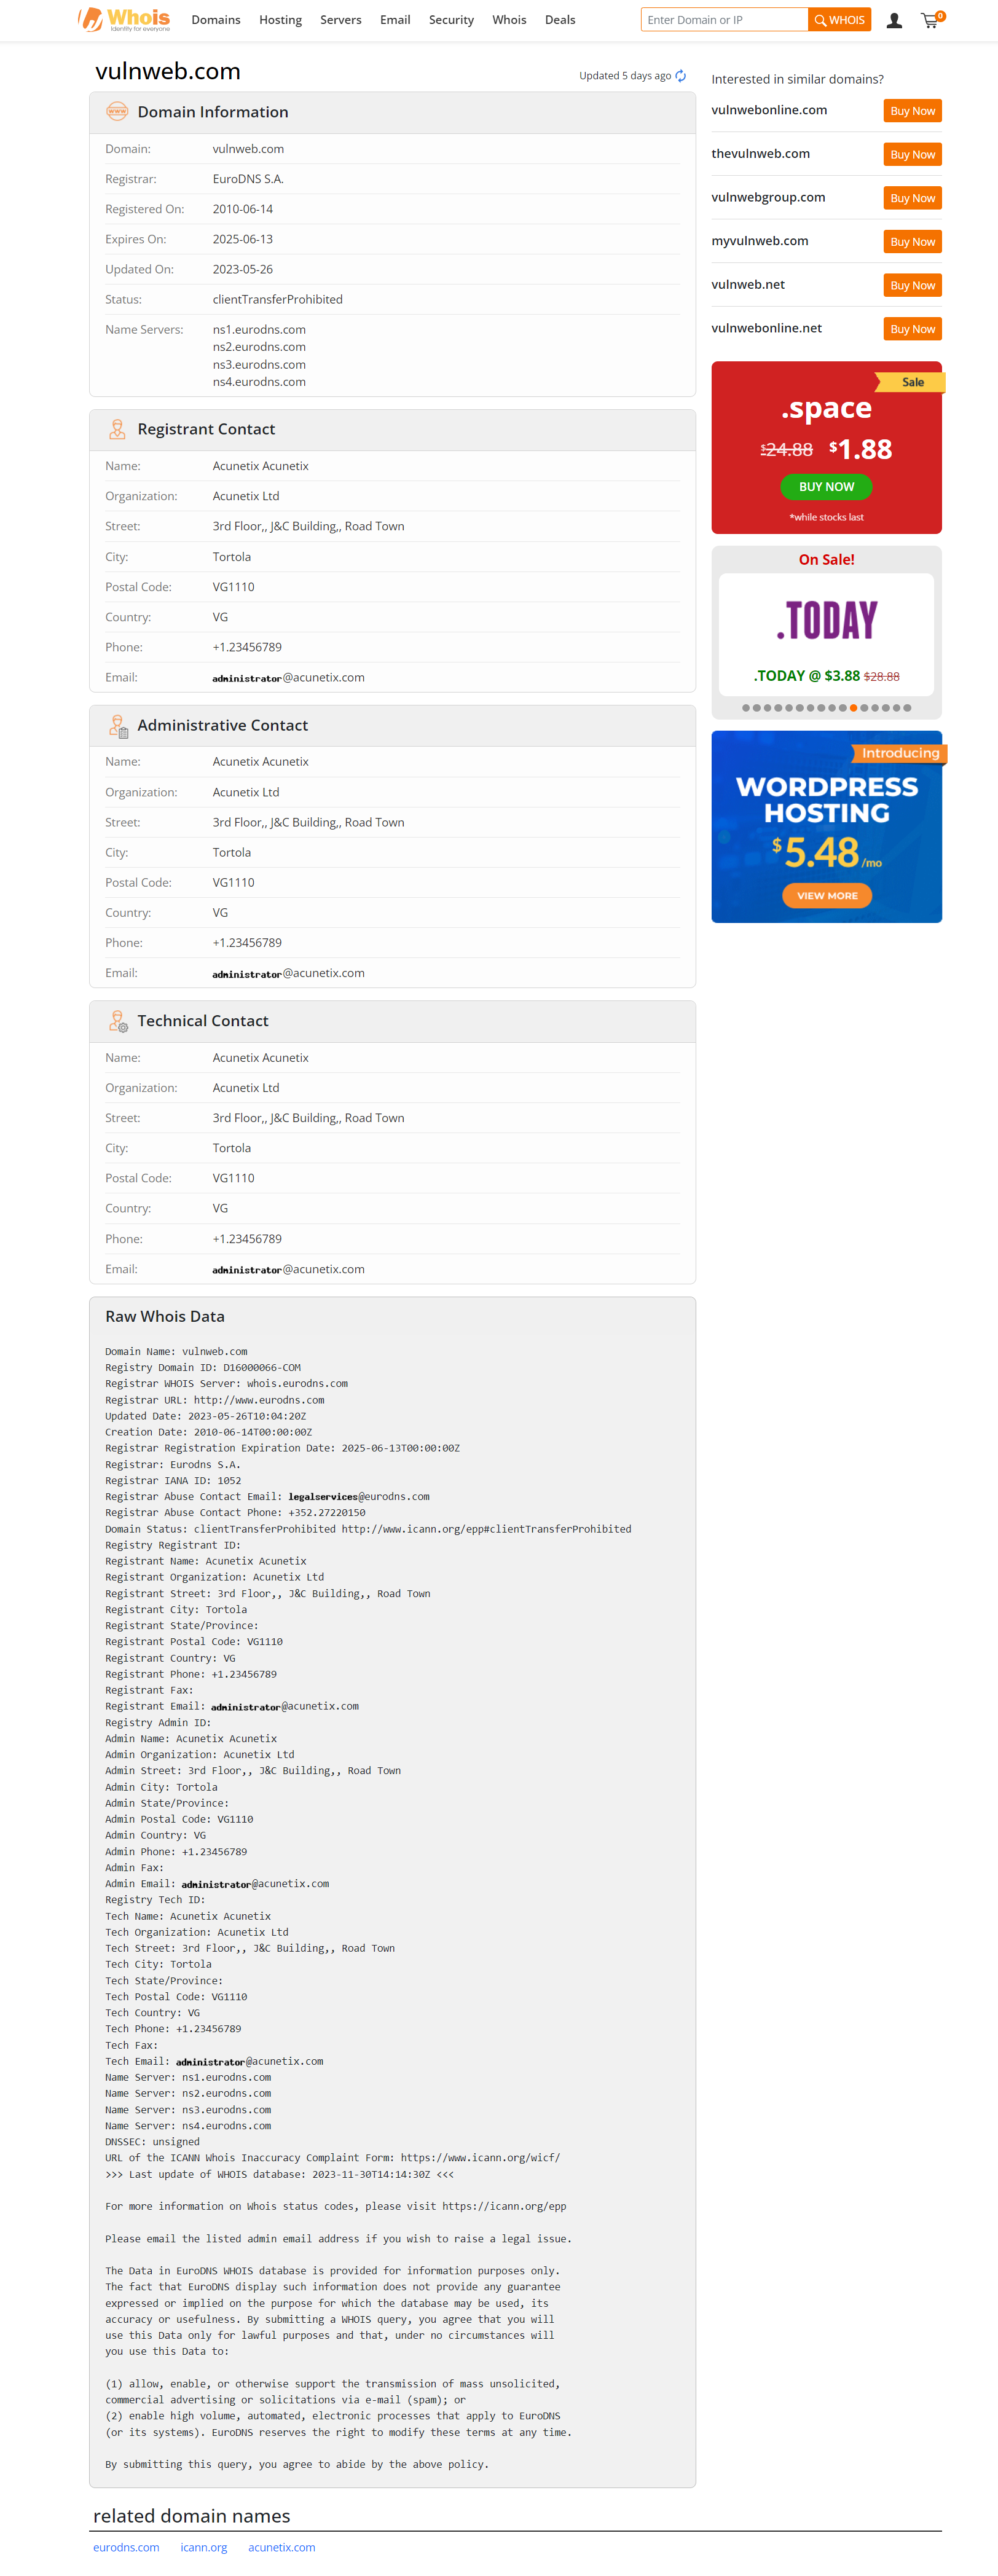 Whois
Identity for everyone
Domains Hosting Servers Email Security Whois Deals
Enter Domain or IP
WHOIS
0
vulnweb.com
Updated 5 days ago
www
Domain Information
Domain: vulnweb.com
Registrar: EuroDNS S.A.
Registered On: 2010-06-14
Expires On: 2025-06-13
Updated On: 2023-05-26
Status: clientTransferProhibited
Name Servers: ns1.eurodns.com
ns2.eurodns.com
ns3.eurodns.com
ns4.eurodns.com
Registrant Contact
Name: Acunetix Acunetix
Organization: Acunetix Ltd
Street: 3rd Floor,, J&C Building,, Road Town
City: Tortola
Postal Code: VG1110
Country: VG
Phone: +1.23456789
Email: administrator@acunetix.com
Administrative Contact
Name: Acunetix Acunetix
Organization: Acunetix Ltd
Street: 3rd Floor,, J&C Building,, Road Town
City: Tortola
Postal Code: VG1110
Country: VG
Phone: +1.23456789
Email: administrator@acunetix.com
Technical Contact
Name: Acunetix Acunetix
Organization: Acunetix Ltd
Street: 3rd Floor,, J&C Building,, Road Town
City: Tortola
Postal Code: VG1110
Country: VG
Phone: +1.23456789
Email: administrator@acunetix.com
Raw Whois Data
Domain Name: vulnweb.com
Registry Domain ID: D16000066-COM
Registrar WHOIS Server: whois.eurodns.com
Registrar URL: http://www.eurodns.com
Updated Date: 2023-05-26T10:04:20Z
Creation Date: 2010-06-14T00:00:00Z
Registrar Registration Expiration Date: 2025-06-13T00:00:00Z
Registrar: Eurodns S.A.
Registrar IANA ID: 1052
Registrar Abuse Contact Email: legalservices@eurodns.com
Registrar Abuse Contact Phone: +352.27220150
Domain Status: clientTransferProhibited http://www.icann.org/epp#clientTransferProhibited
Registry Registrant ID:
Registrant Name: Acunetix Acunetix
Registrant Organization: Acunetix Ltd
Registrant Street: 3rd Floor,, J&C Building,, Road Town
Registrant City: Tortola
Registrant State/Province:
Registrant Postal Code: VG1110
Registrant Country: VG
Registrant Phone: +1.23456789
Registrant Fax:
Registrant Email: administrator@acunetix.com
Registry Admin ID:
Admin Name: Acunetix Acunetix
Admin Organization: Acunetix Ltd
Admin Street: 3rd Floor,, J&C Building,, Road Town
Admin City: Tortola
Admin State/Province:
Admin Postal Code: VG1110
Admin Country: VG
Admin Phone: +1.23456789
Admin Fax:
Admin Email: administrator@acunetix.com
Registry Tech ID:
Tech Name: Acunetix Acunetix
Tech Organization: Acunetix Ltd
Tech Street: 3rd Floor,, J&C Building,, Road Town
Tech City: Tortola
Tech State/Province:
Tech Postal Code: VG1110
Tech Country: VG
Tech Phone: +1.23456789
Tech Fax:
Tech Email: administrator@acunetix.com
Name Server: ns1.eurodns.com
Name Server: ns2.eurodns.com
Name Server: ns3.eurodns.com
Name Server: ns4.eurodns.com
DNSSEC: unsigned
URL of the ICANN Whois Inaccuracy Complaint Form: https://www.icann.org/wicf/
>>> Last update of WHOIS database: 2023-11-30T14:14:30Z <<<
For more information on Whois status codes, please visit https://icann.org/epp
Please email the listed admin email address if you wish to raise a legal issue.
The Data in EuroDNS WHOIS database is provided for information purposes only.
The fact that EuroDNS display such information does not provide any guarantee
expressed or implied on the purpose for which the database may be used, its
accuracy or usefulness. By submitting a WHOIS query, you agree that you will
use this Data only for lawful purposes and that, under no circumstances will
you use this Data to:
(1) allow, enable, or otherwise support the transmission of mass unsolicited,
commercial advertising or solicitations via e-mail (spam); or
(2) enable high volume, automated, electronic processes that apply to EuroDNS
(or its systems). EuroDNS reserves the right to modify these terms at any time.
By submitting this query, you agree to abide by the above policy.
Interested in similar domains?
vulnwebonline.com Buy Now
thevulnweb.com Buy Now
vulnwebgroup.com Buy Now
myvulnweb.com Buy Now
vulnweb.net Buy Now
vulnwebonline.net Buy Now
Sale
.space
$24.88 $1.88
BUY NOW
*while stocks last
On Sale!
.TODAY
.TODAY @ $3.88 $28.88
Introducing
WORDPRESS
HOSTING
$5.48/mo
VIEW MORE
related domain names
eurodns.com icann.org acunetix.com